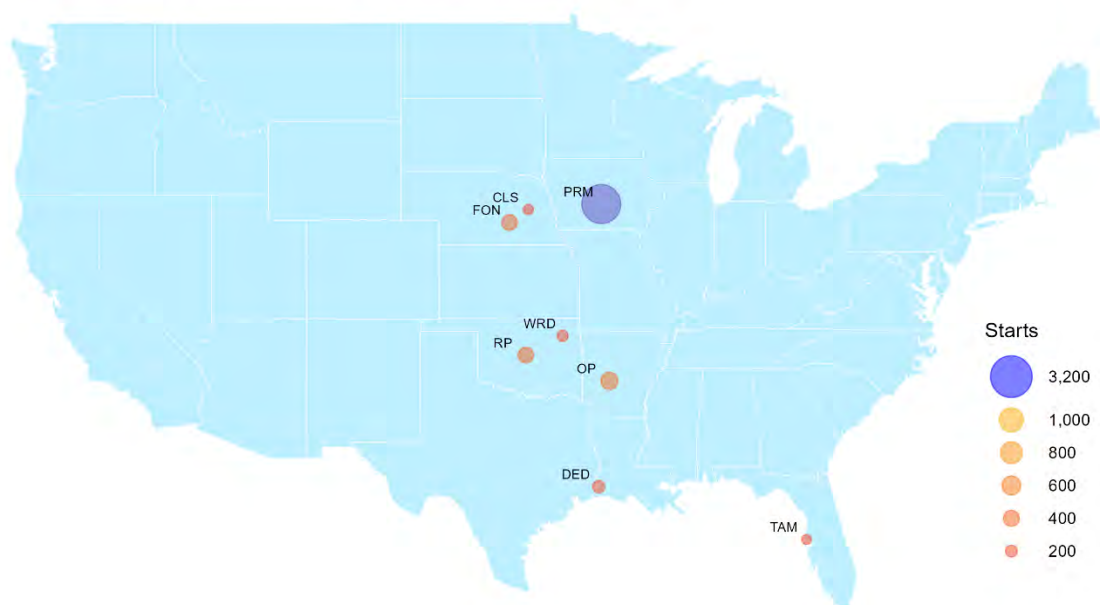 CLS
PRM
FON
WRD
RP
OP
DED
TAM
Starts
3,200
1,000
800
600
400
200